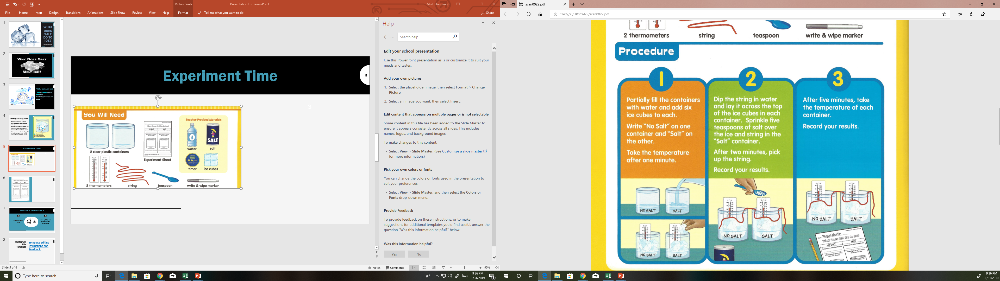 Picture Tools
Presentation1 - PowerPoint
Mark Shinpaugh
File Home Insert Design Transitions Animations Slide Show Review View Help Format Tell me what you want to do
Share
1
WHAT
DOES
SALT
DO TO
ICE?
2
WHY DOES SALT
MELT ICE?
3
Water can exist as a
4
Melting/Freezing Point
5
Experiment Time
6
7
WEATHER EMERGENCY
8
Customize
this
Template
Template Editing
Instructions and
Feedback
Experiment Time
5
3
You Will Need
Teacher-Provided Materials
SALT
water
salt
2 clear plastic containers
Experiment Sheet
timer
ice cubes
2 thermometers
string
teaspoon
write & wipe marker
Help
Search help
Edit your school presentation
Use this PowerPoint presentation as is or customize it to suit your
needs and tastes.
Add your own pictures
1. Select the placeholder image, then select Format > Change
Picture.
2. Select an image you want, then select Insert.
Edit content that appears on multiple pages or is not selectable
Some content in this file has been added to the Slide Master to
ensure it appears consistently across all slides. This includes
names, logos, and background images.
To make changes to this content:
Select View > Slide Master. (See Customize a slide master
for more information.)
Pick your own colors or fonts
You can change the colors or fonts used in the presentation to
suit your preferences.
Select View > Slide Master, and then select the Colors or
Fonts drop-down menu.
Provide Feedback
To provide feedback on these instructions, or to make
suggestions for additional templates you'd find useful, answer the
question "Was this information helpful?" below.
Was this information helpful?
Yes No
Slide 5 of 8
Notes Comments 90%
Type here to search
9:36 PM
1/31/2019
scan0022.pdf
file:///K:/HPSCANS/scan0022.pdf
2 thermometers
string
teaspoon
write & wipe marker
Procedure
1
Partially fill the containers
with water and add six
ice cubes to each.
Write "No Salt" on one
container and "Salt" on
the other.
Take the temperature
after one minute.
NO SALT
SALT
NO SALT
SALT
2
Dip the string in water
and lay it across the top
of the ice cubes in each
container. Sprinkle five
teaspoons of salt over
the ice and string in the
"Salt" container.
After two minutes, pick
up the string.
Record your results.
NO SALT
SALT
3
After five minutes, take
the temperature of each
container.
Record your results.
NO SALT
SALT
Reggie Martin
What Does Salt Do to Ice?
NO SALT
SALT
9:36 PM
1/31/2019